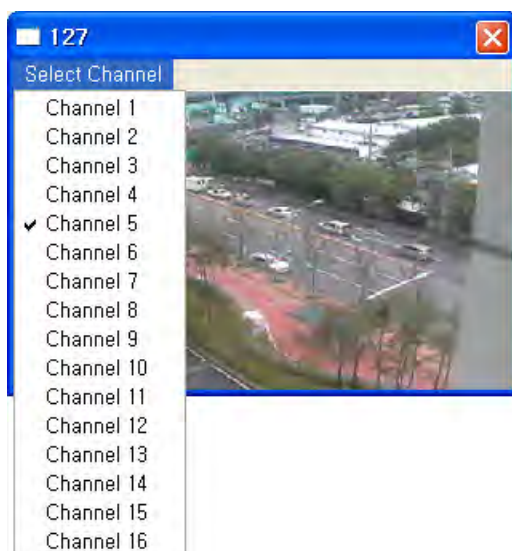 127
Select Channel
Channel 1
Channel 2
Channel 3
Channel 4
✔ Channel 5
Channel 6
Channel 7
Channel 8
Channel 9
Channel 10
Channel 11
Channel 12
Channel 13
Channel 14
Channel 15
Channel 16